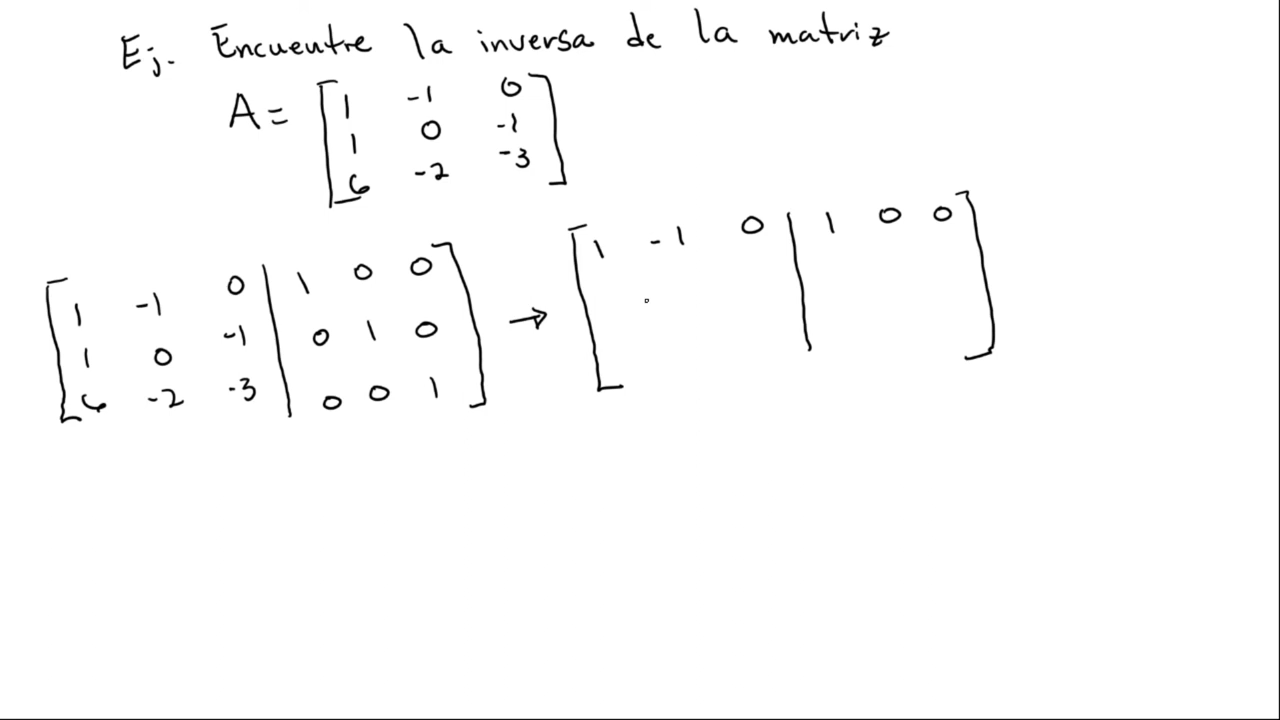 Ej. Encuentre la inversa de la matriz
A = [ 1 -1 0
1 0 -1
6 -2 -3 ]
[ 1 -1 0 | 1 0 0
1 0 -1 | 0 1 0
6 -2 -3 | 0 0 1 ]
→ [ 1 -1 0 | 1 0 0 ]